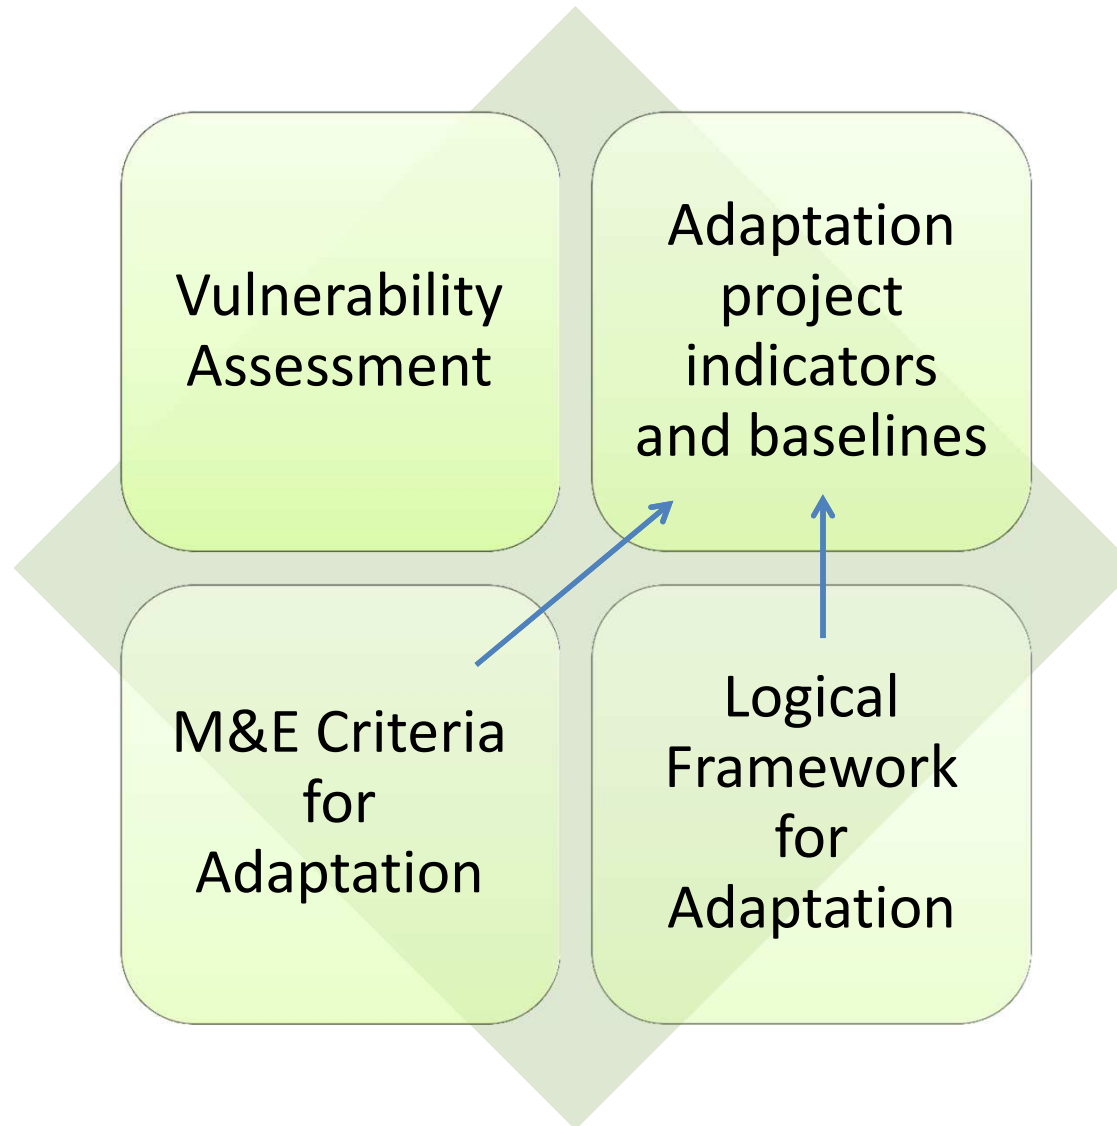 Vulnerability
Assessment
Adaptation
project
indicators
and baselines
M&E Criteria
for
Adaptation
Logical
Framework
for
Adaptation